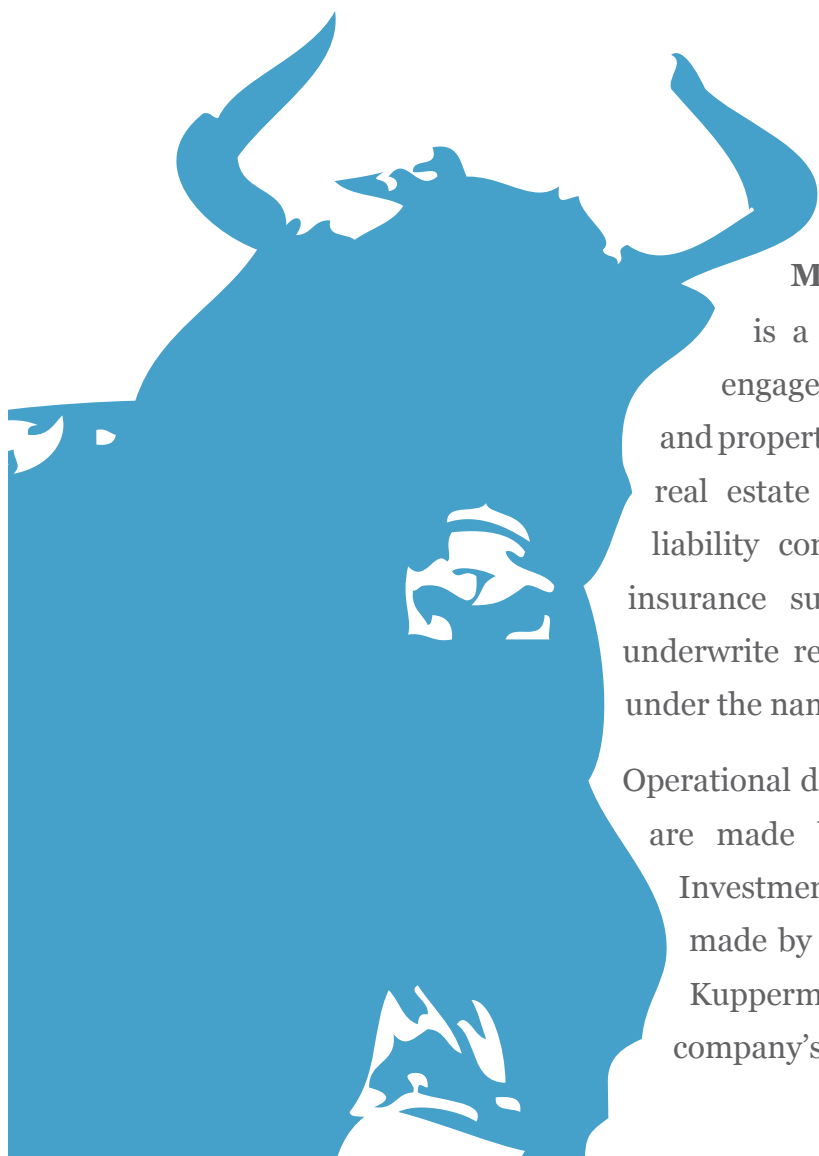 M
is a
engage
and propert
real estate
liability cor
insurance su
underwrite re
under the nan
Operational d
are made
Investmen
made by
Kupperm
company's